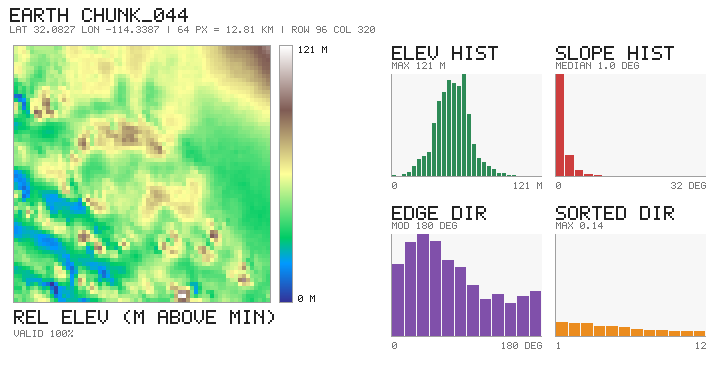 EARTH CHUNK_044
LAT 32.0827 LON -114.3387 | 64 PX = 12.81 KM | ROW 96 COL 320
121 M
0 M
REL ELEV (M ABOVE MIN)
VALID 100%
ELEV HIST
MAX 121 M
0 121 M
SLOPE HIST
MEDIAN 1.0 DEG
0 32 DEG
EDGE DIR
MOD 180 DEG
0 180 DEG
SORTED DIR
MAX 0.14
1 12